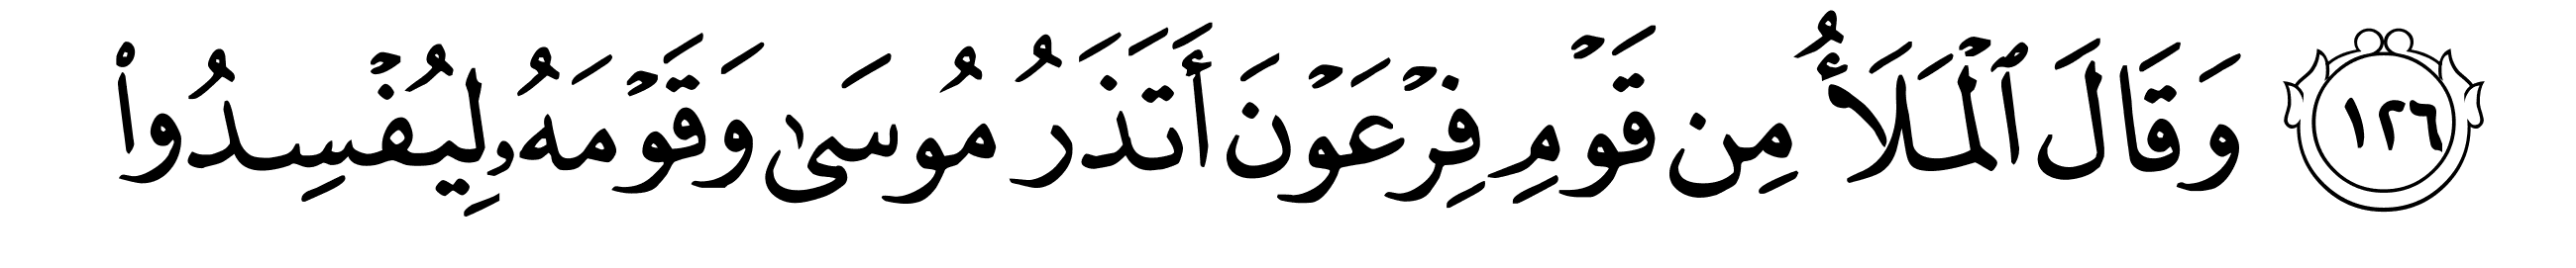 ١٢٦ وَقَالَ ٱلۡمَلَأُ مِن قَوۡمِ فِرۡعَوۡنَ أَتَذَرُ مُوسَىٰ وَقَوۡمَهُۥ لِيُفۡسِدُواْ